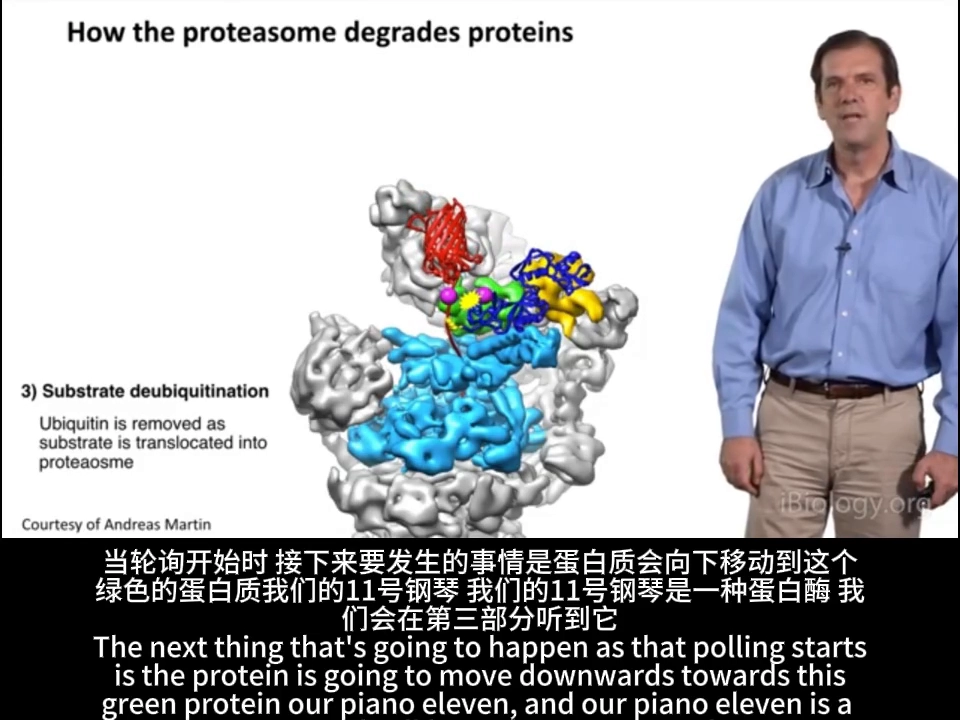 How the proteasome degrades proteins
3) Substrate deubiquitination
Ubiquitin is removed as
substrate is translocated into
proteaosme
Courtesy of Andreas Martin
iBiology.org
当轮询开始时 接下来要发生的事情是蛋白质会向下移动到这个
绿色的蛋白质我们的11号钢琴 我们的11号钢琴是一种蛋白酶 我
们会在第三部分听到它
The next thing that's going to happen as that polling starts
is the protein is going to move downwards towards this
green protein our piano eleven, and our piano eleven is a